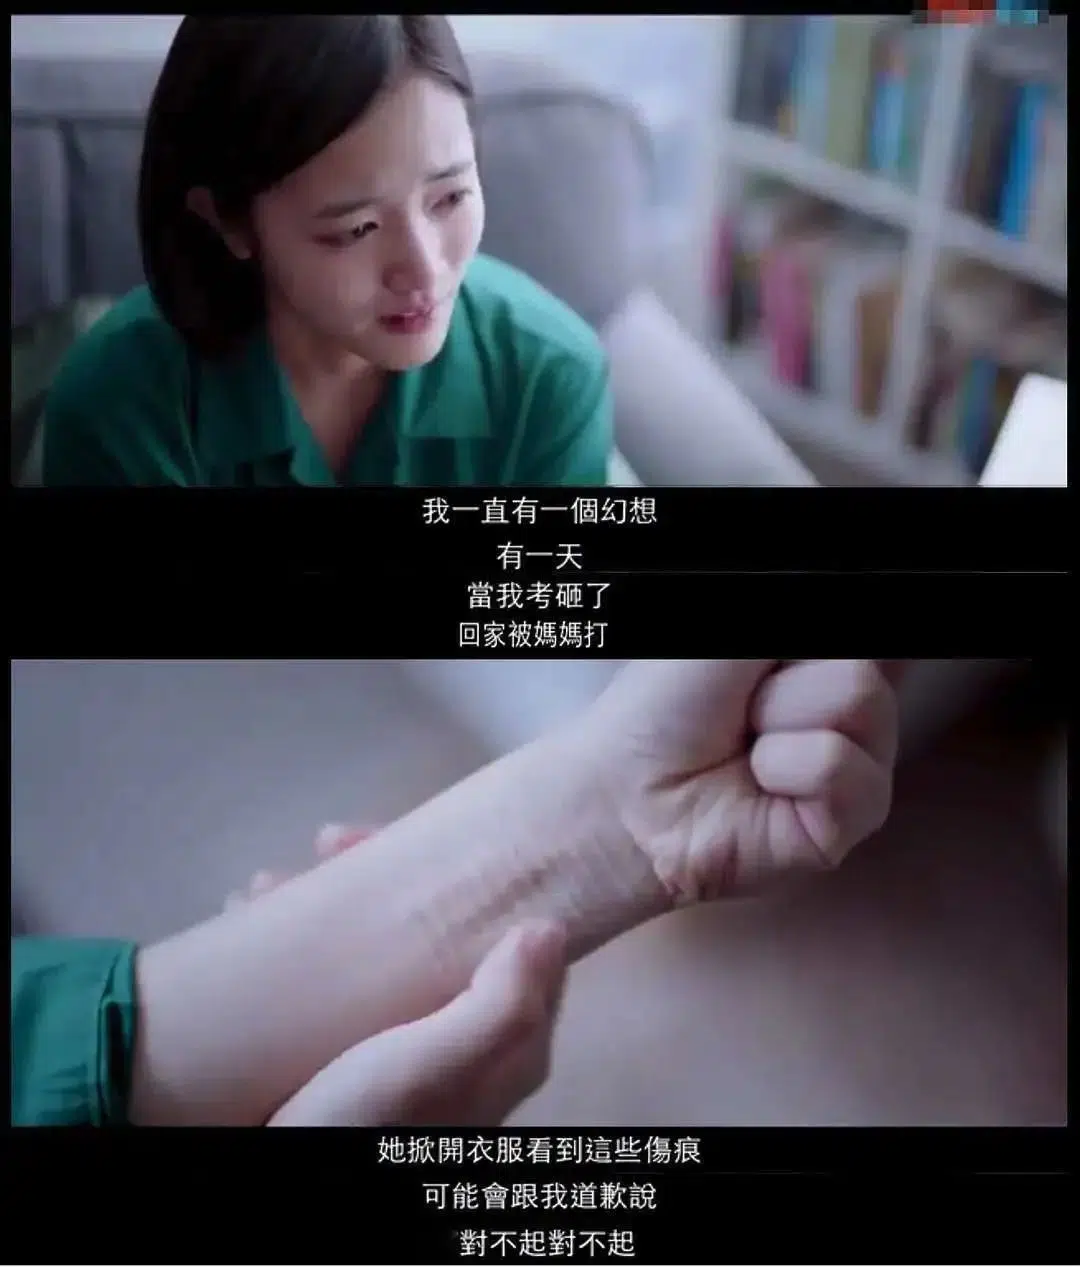 我一直有一個幻想
有一天
當我考砸了
回家被媽媽打
她掀開衣服看到這些傷痕
可能會跟我道歉說
對不起對不起